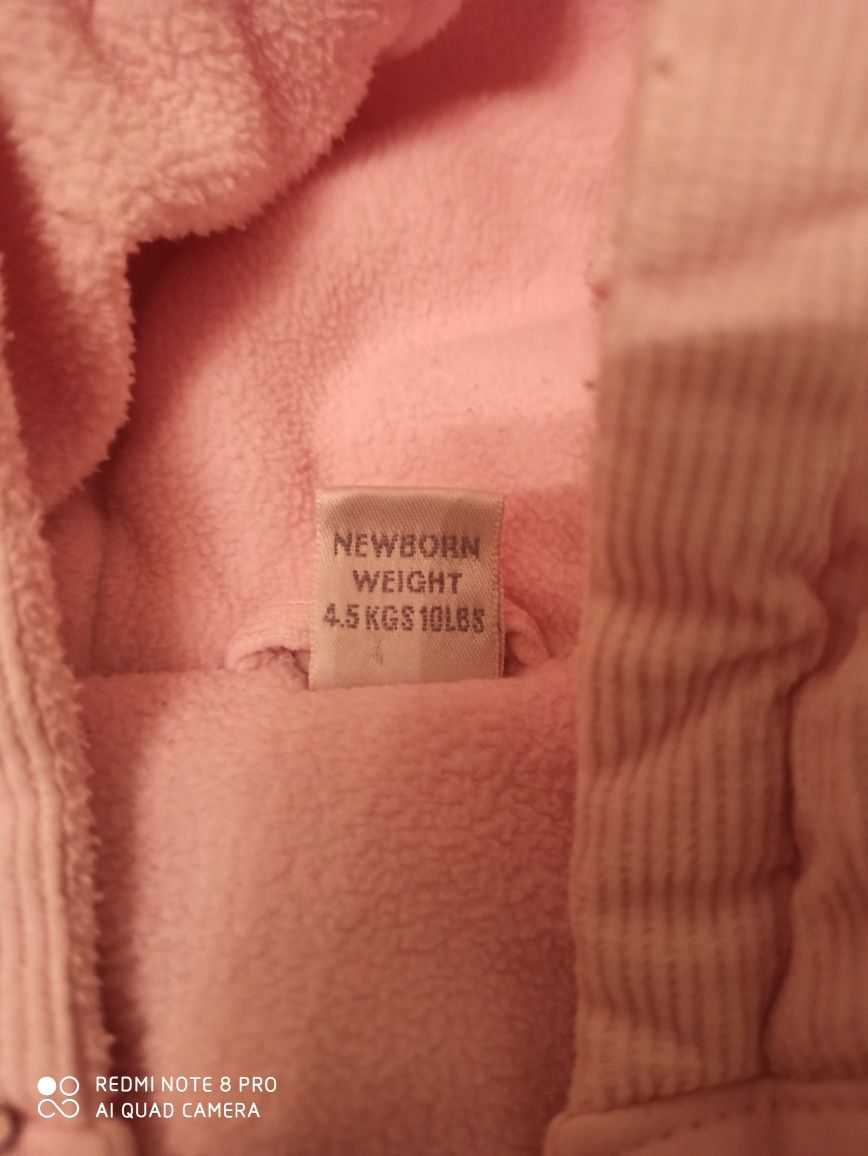 NEWBORN
WEIGHT
4.5 KGS 10LBS
REDMI NOTE 8 PRO
AI QUAD CAMERA